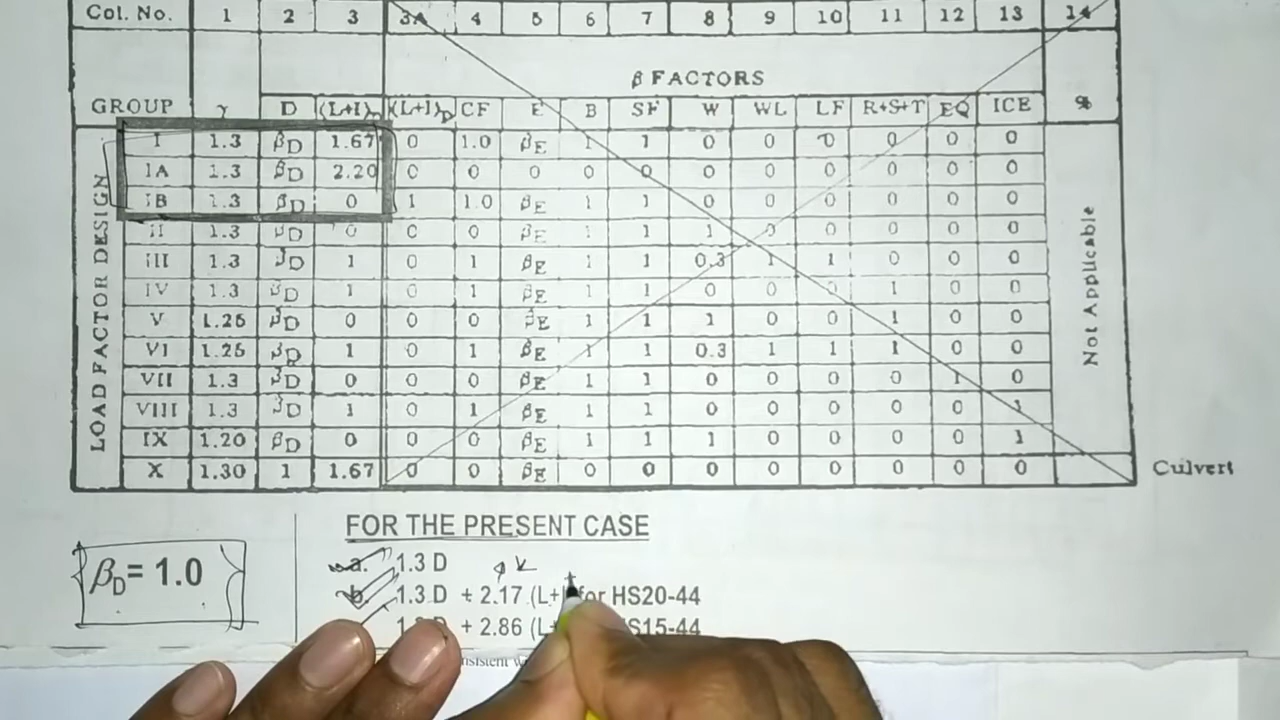 Col. No. 1 2 3 3A 4 5 6 7 8 9 10 11 12 13 14
β FACTORS
GROUP γ D (L+I)n (L+I)p CF E B SF W WL LF R+S+T EQ ICE %
LOAD FACTOR DESIGN
I 1.3 βD 1.67 0 1.0 βE 1 1 0 0 0 0 0 0
IA 1.3 βD 2.20 0 0 0 0 0 0 0 0 0 0 0
IB 1.3 βD 0 1 1.0 βE 1 1 0 0 0 0 0 0
II 1.3 βD 0 0 0 βE 1 1 1 0 0 0 0 0
III 1.3 βD 1 0 1 βE 1 1 0.3 1 1 0 0 0
IV 1.3 βD 1 0 1 βE 1 1 0 0 0 1 0 0
V 1.25 βD 0 0 0 βE 1 1 1 0 0 1 0 0
VI 1.25 βD 1 0 1 βE 1 1 0.3 1 1 1 0 0
VII 1.3 βD 0 0 0 βE 1 1 0 0 0 0 1 0
VIII 1.3 βD 1 0 1 βE 1 1 0 0 0 0 0 1
IX 1.20 βD 0 0 0 βE 1 1 1 0 0 0 0 1
X 1.30 1 1.67 0 0 βE 0 0 0 0 0 0 0 0 Culvert
Not Applicable
FOR THE PRESENT CASE
βD = 1.0
a. 1.3 D
b. 1.3 D + 2.17 (L+I) for HS20-44
+ 2.86 S15-44